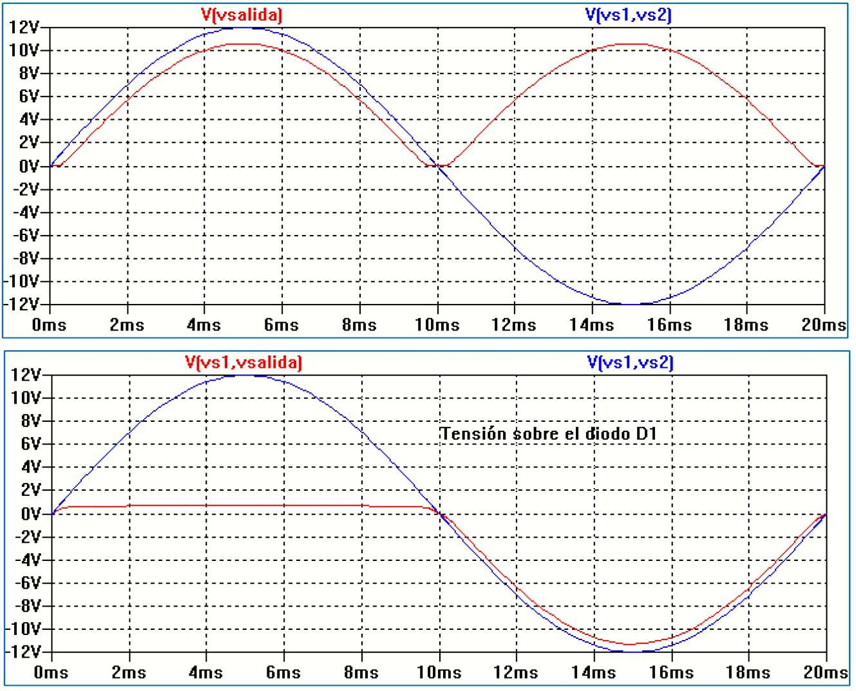 V(vsalida) V(vs1,vs2)
12V
10V
8V
6V
4V
2V
0V
-2V
-4V
-6V
-8V
-10V
-12V
0ms 2ms 4ms 6ms 8ms 10ms 12ms 14ms 16ms 18ms 20ms
V(vs1,vsalida) V(vs1,vs2)
12V
10V
8V
6V
4V
2V
0V
-2V
-4V
-6V
-8V
-10V
-12V
Tensión sobre el diodo D1
0ms 2ms 4ms 6ms 8ms 10ms 12ms 14ms 16ms 18ms 20ms